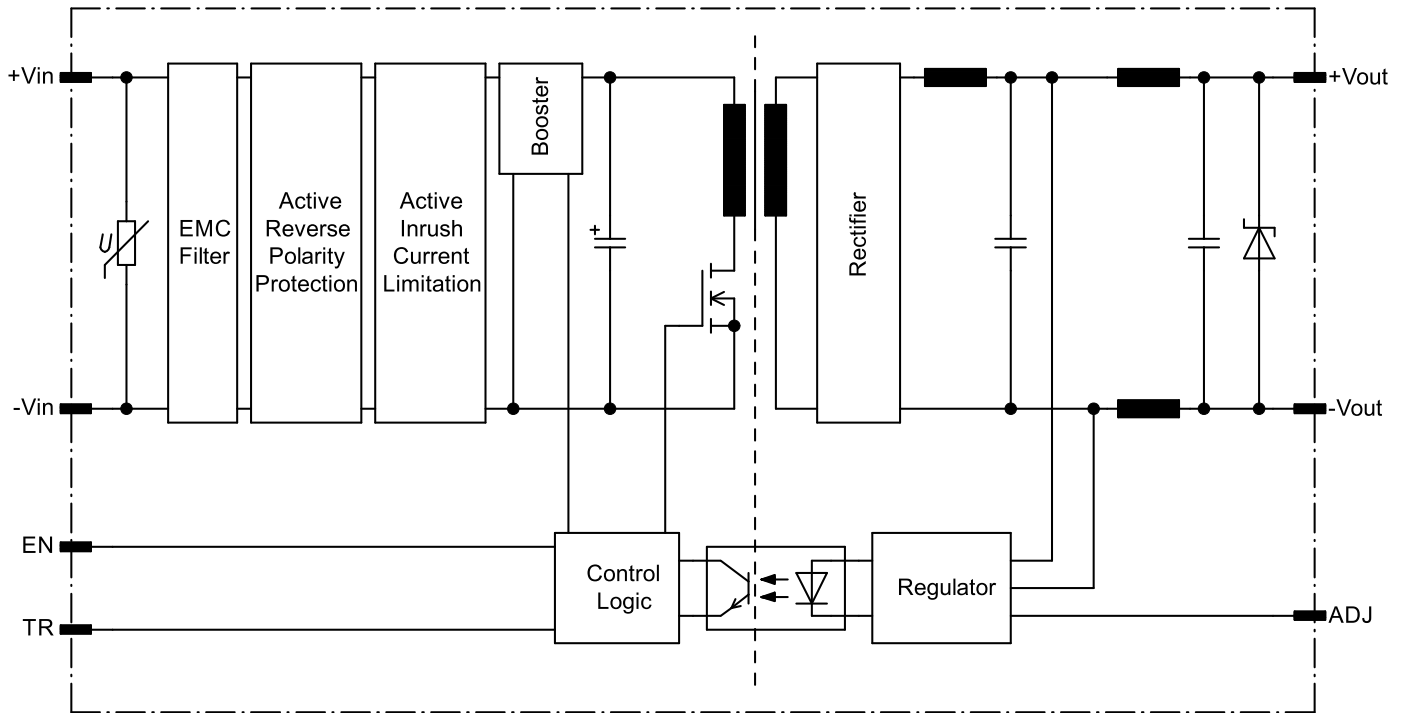 +Vin
+Vout
Booster
Active
Reverse
Polarity
Protection
Active
Inrush
Current
Limitation
EMC
Filter
U
+
Rectifier
-Vin
-Vout
EN
Control
Logic
Regulator
TR
ADJ